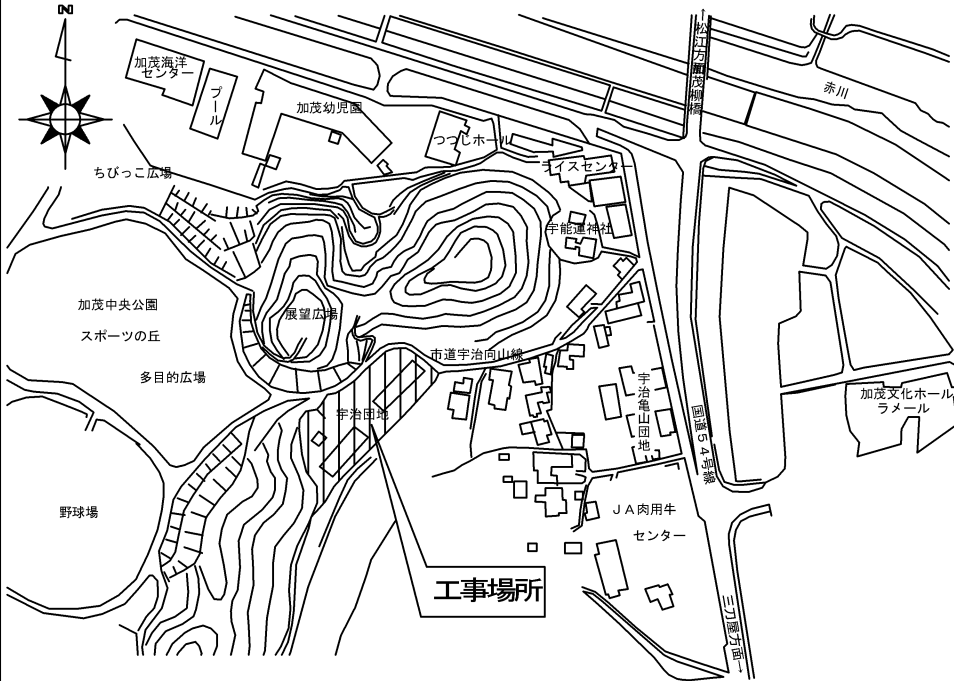 N
←松江方面
加茂柳橋
赤川
加茂海洋
センター
プール
加茂幼児園
つつじホール
ライスセンター
ちびっこ広場
宇能遅神社
加茂中央公園
スポーツの丘
展望広場
多目的広場
市道宇治向山線
宇治団地
宇治亀山団地
加茂文化ホール
ラメール
国道54号線
野球場
JA肉用牛
センター
工事場所
三刀屋方面→